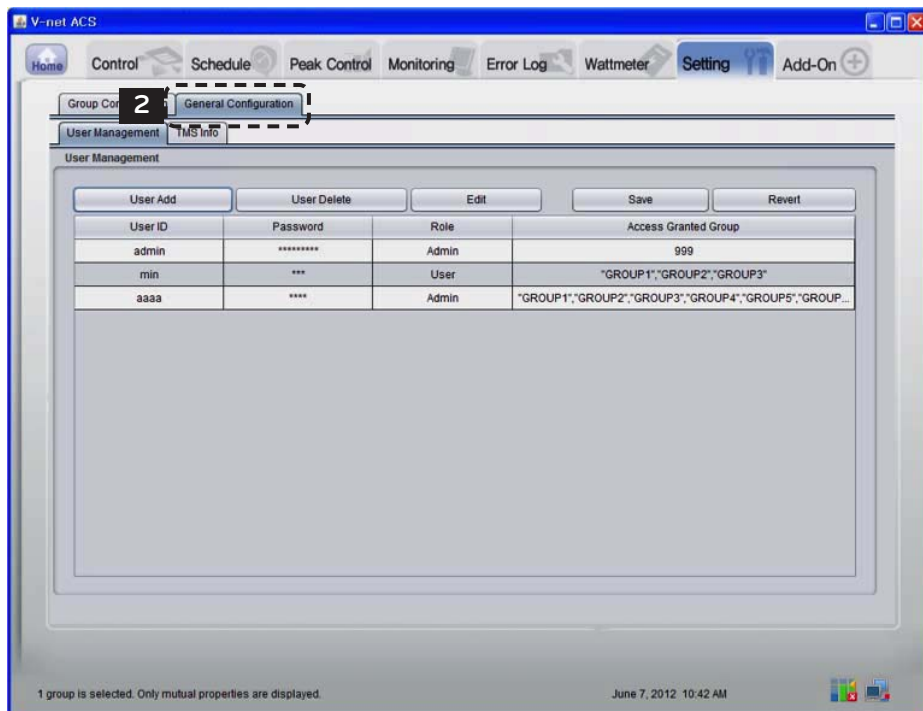 V-net ACS
Home Control Schedule Peak Control Monitoring Error Log Wattmeter Setting Add-On
Group Con 2 General Configuration
User Management TMS Info
User Management
User Add User Delete Edit Save Revert
User ID Password Role Access Granted Group
admin ********* Admin 999
min *** User "GROUP1","GROUP2","GROUP3"
aaaa **** Admin "GROUP1","GROUP2","GROUP3","GROUP4","GROUP5","GROUP...
1 group is selected. Only mutual properties are displayed. June 7, 2012 10:42 AM